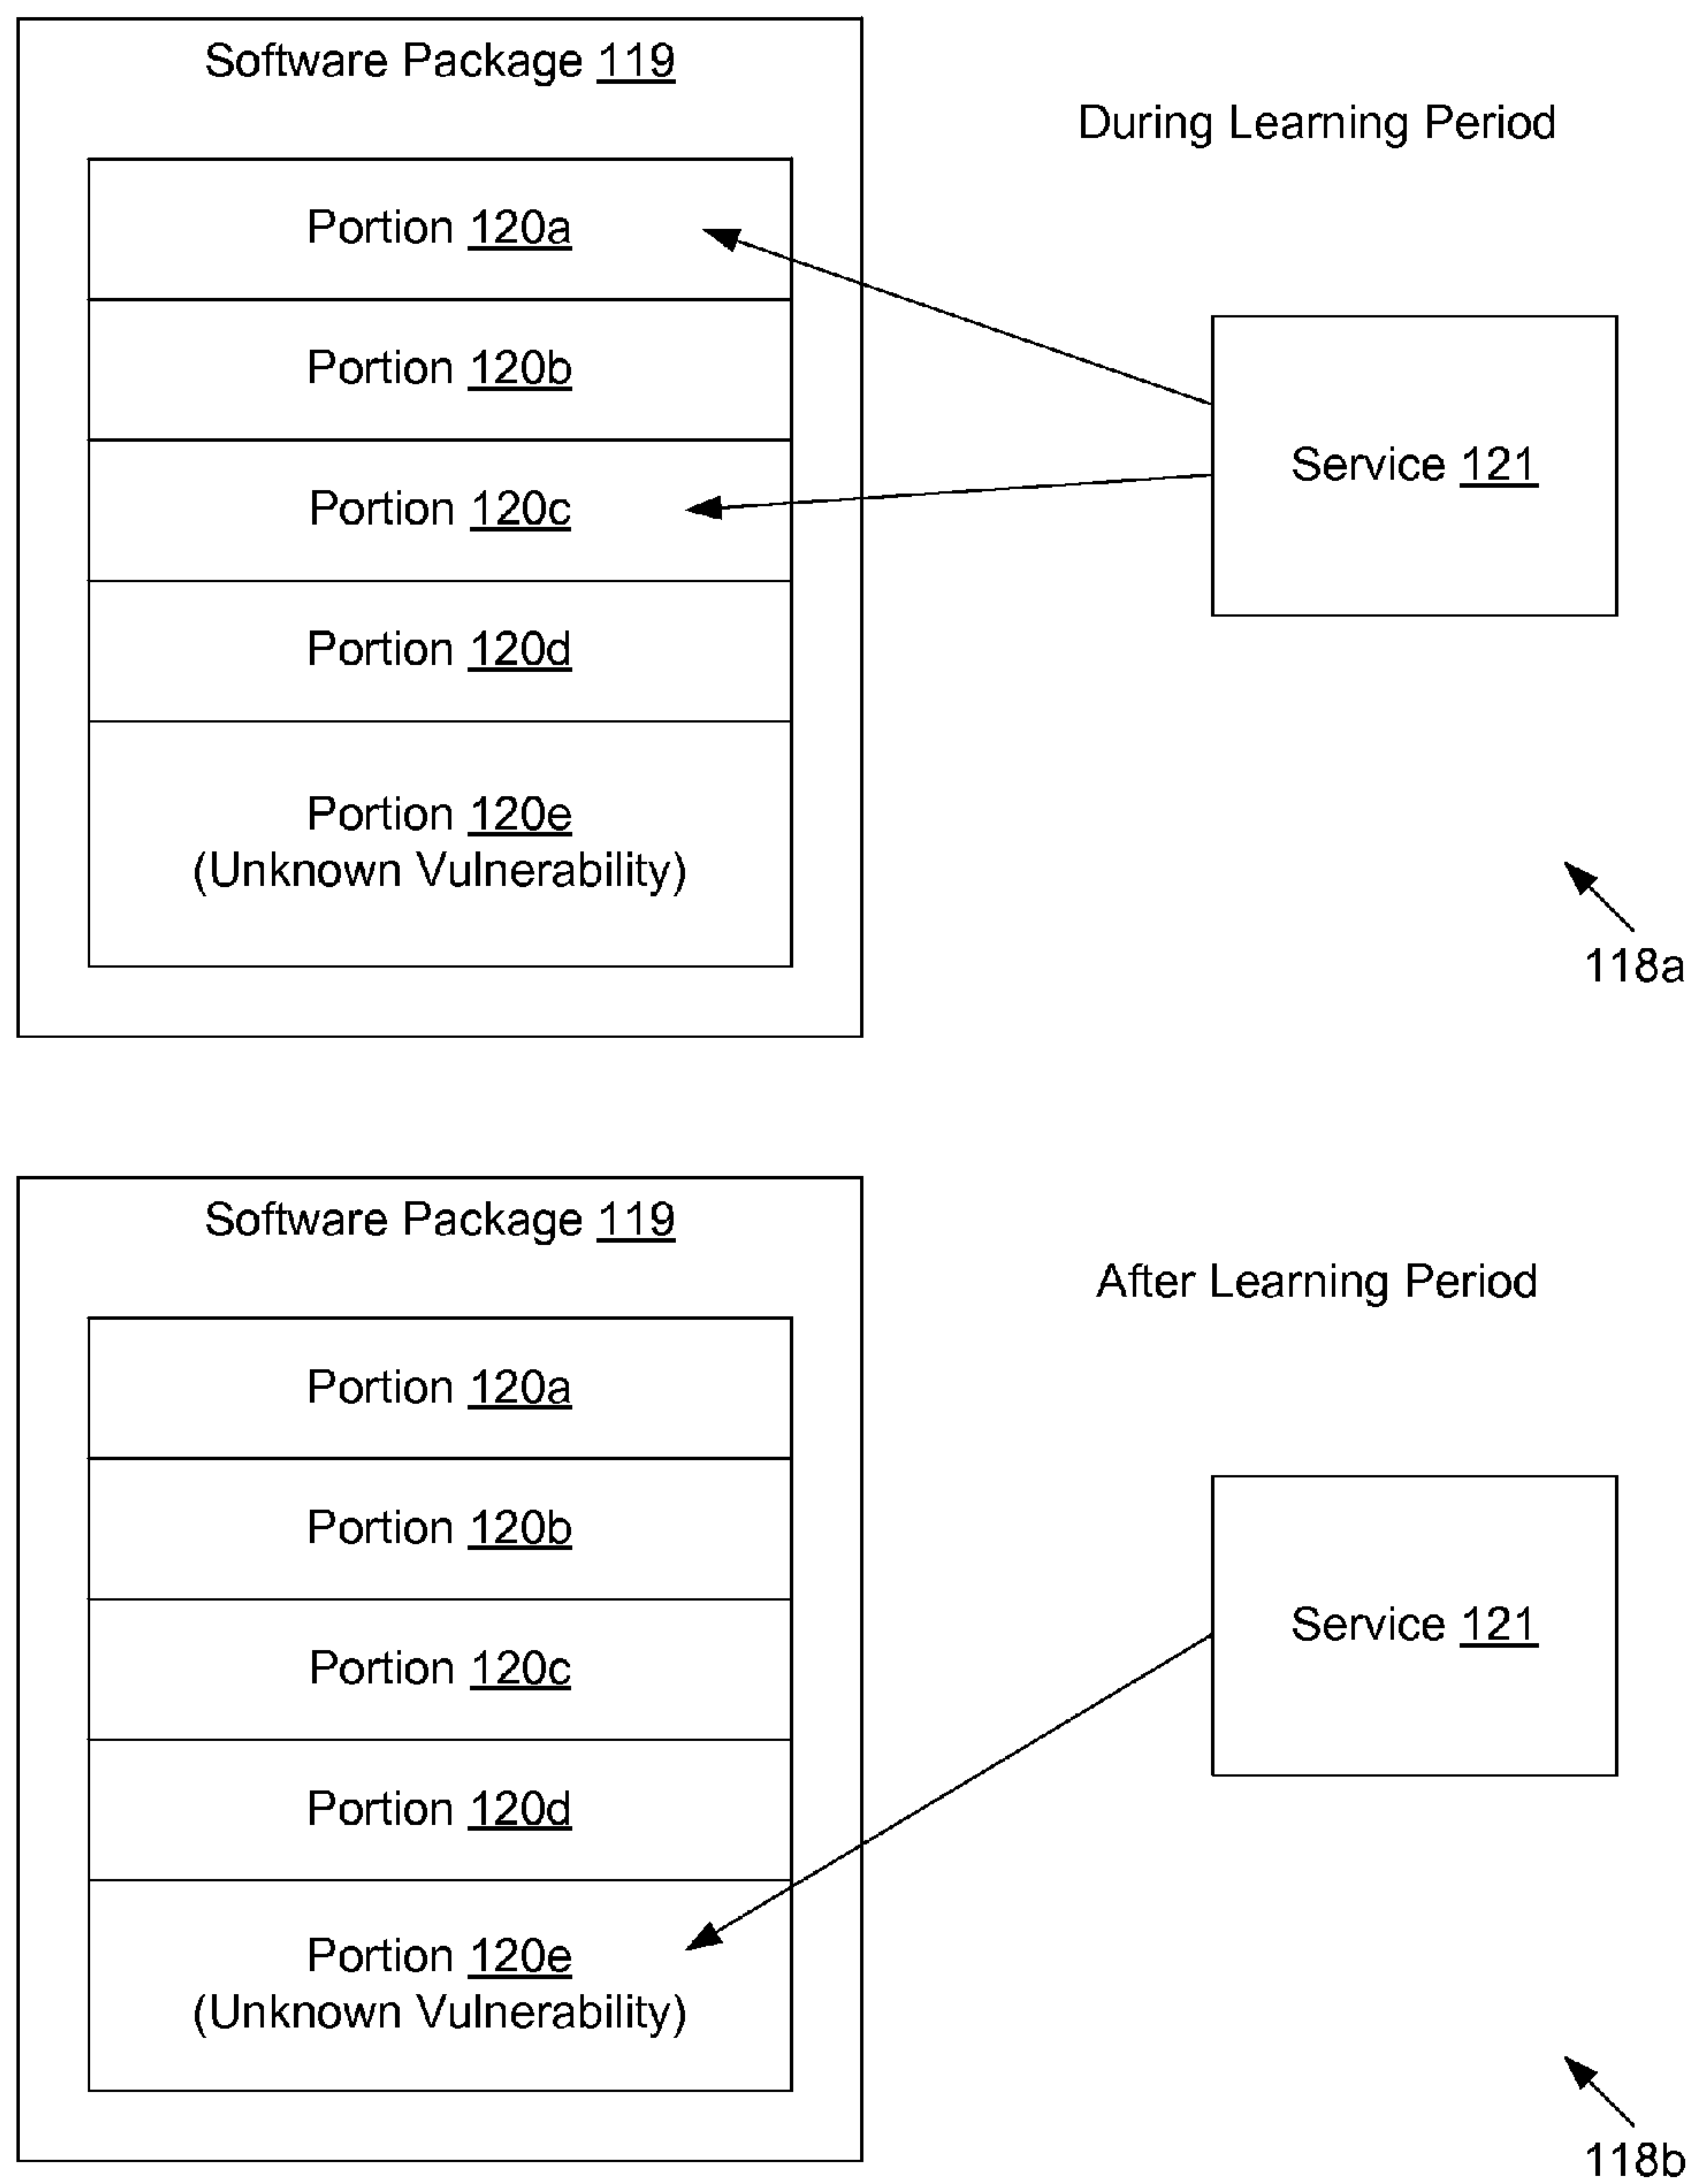 Software Package 119
During Learning Period
Portion 120a
Portion 120b
Service 121
Portion 120c
Portion 120d
Portion 120e
(Unknown Vulnerability)
118a
Software Package 119
After Learning Period
Portion 120a
Portion 120b
Service 121
Portion 120c
Portion 120d
Portion 120e
(Unknown Vulnerability)
118b